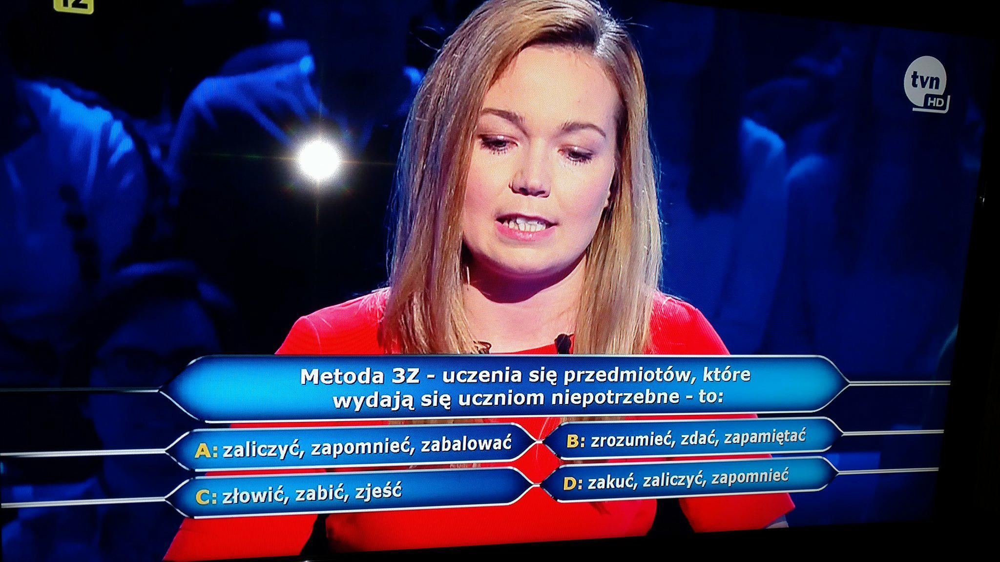 12
tvn
HD
Metoda 3Z - uczenia się przedmiotów, które
wydają się uczniom niepotrzebne - to:
A: zaliczyć, zapomnieć, zabalować
B: zrozumieć, zdać, zapamiętać
C: złowić, zabić, zjeść
D: zakuć, zaliczyć, zapomnieć